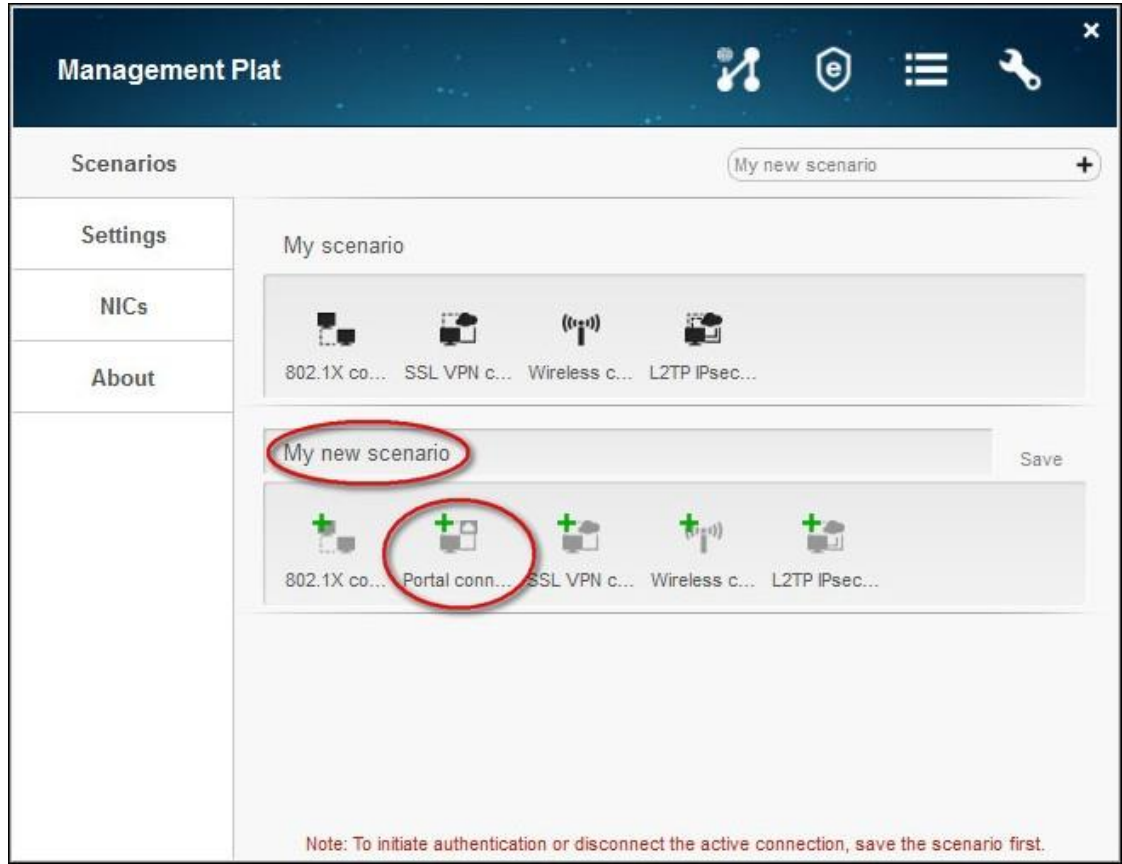 Management Plat
Scenarios
My new scenario
Settings
NICs
About
My scenario
802.1X co... SSL VPN c... Wireless c... L2TP IPsec...
My new scenario
Save
802.1X co... Portal conn... SSL VPN c... Wireless c... L2TP IPsec...
Note: To initiate authentication or disconnect the active connection, save the scenario first.